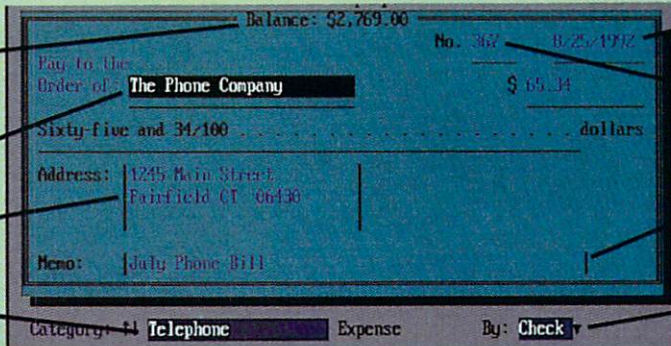 Balance: $2,769.00
No. 367 8/25/1992
Pay to the
Order of: The Phone Company $ 65.34
Sixty-five and 34/100 . . . . . . . . . . . . . . . . . . . . . . . . . dollars
Address: 1245 Main Street
Fairfield CT 06430
Memo: July Phone Bill
Category: ↑↓ Telephone Expense By: Check ▼